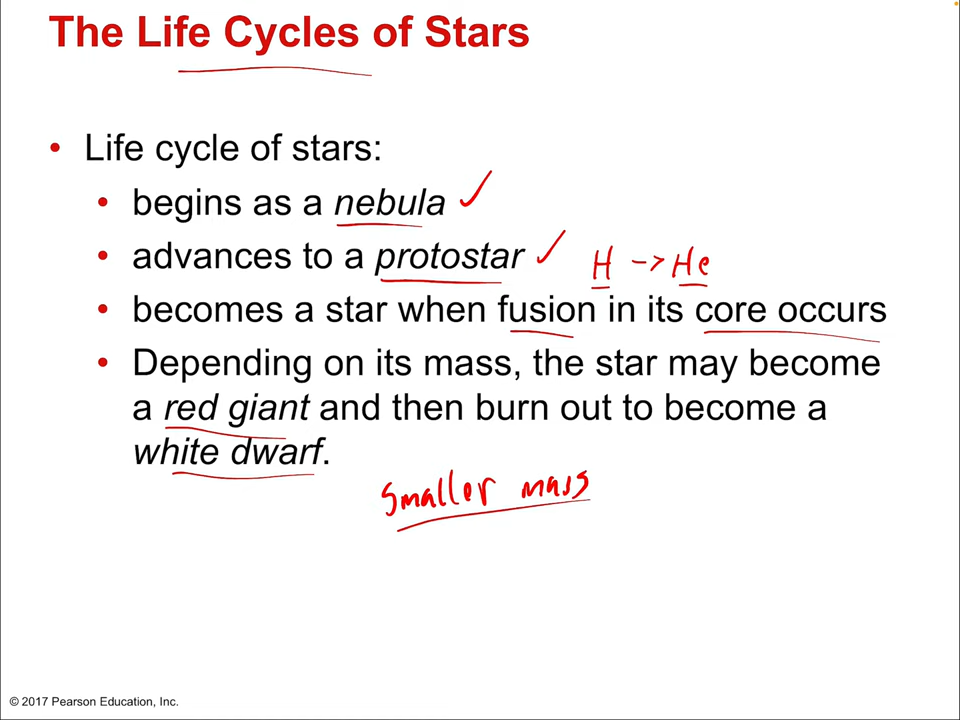 The Life Cycles of Stars
• Life cycle of stars:
• begins as a nebula ✓
• advances to a protostar ✓ H -> He
• becomes a star when fusion in its core occurs
• Depending on its mass, the star may become
a red giant and then burn out to become a
white dwarf.
smaller mass
© 2017 Pearson Education, Inc.